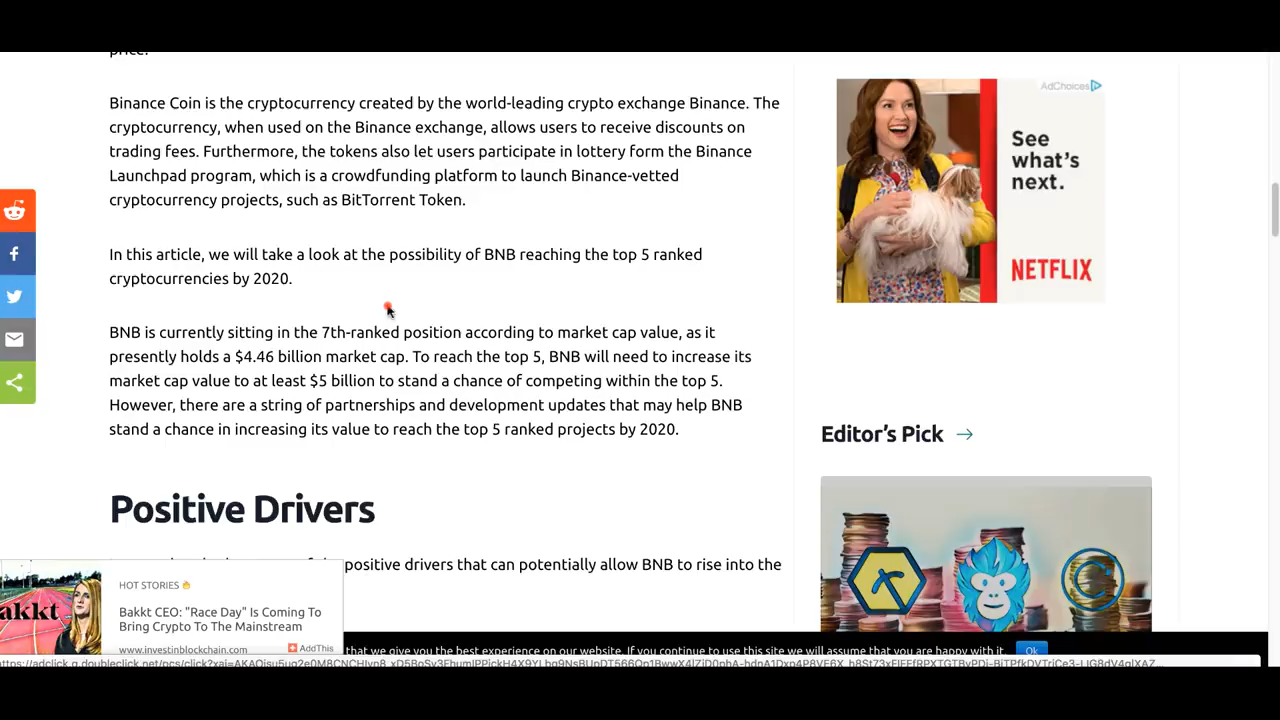 price.
Binance Coin is the cryptocurrency created by the world-leading crypto exchange Binance. The
cryptocurrency, when used on the Binance exchange, allows users to receive discounts on
trading fees. Furthermore, the tokens also let users participate in lottery form the Binance
Launchpad program, which is a crowdfunding platform to launch Binance-vetted
cryptocurrency projects, such as BitTorrent Token.
In this article, we will take a look at the possibility of BNB reaching the top 5 ranked
cryptocurrencies by 2020.
BNB is currently sitting in the 7th-ranked position according to market cap value, as it
presently holds a $4.46 billion market cap. To reach the top 5, BNB will need to increase its
market cap value to at least $5 billion to stand a chance of competing within the top 5.
However, there are a string of partnerships and development updates that may help BNB
stand a chance in increasing its value to reach the top 5 ranked projects by 2020.
Positive Drivers
positive drivers that can potentially allow BNB to rise into the
AdChoices
See
what's
next.
NETFLIX
Editor's Pick
akkt
HOT STORIES
Bakkt CEO: "Race Day" Is Coming To
Bring Crypto To The Mainstream
www.investinblockchain.com
AddThis
that we give you the best experience on our website. If you continue to use this site we will assume that you are happy with it.
Ok